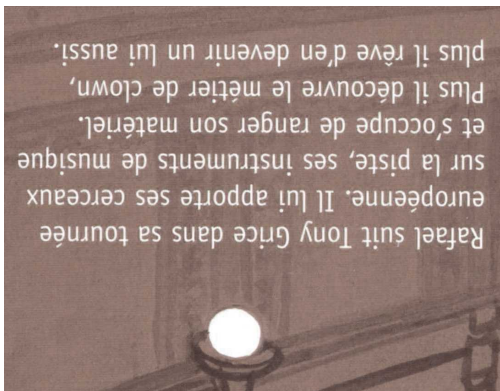 Rafael suit Tony Grice dans sa tournée
européenne. Il lui apporte ses cerceaux
sur la piste, ses instruments de musique
et s'occupe de ranger son matériel.
Plus il découvre le métier de clown,
plus il rêve d'en devenir un lui aussi.